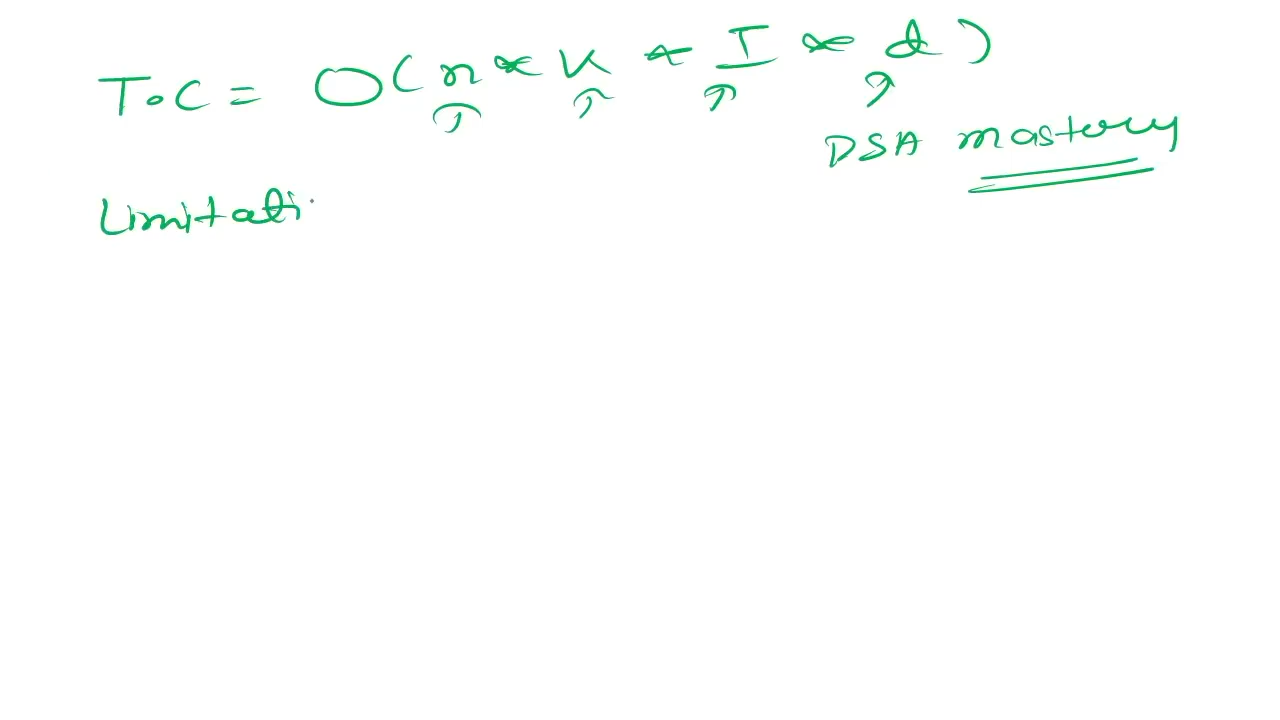 T.C = O(n * K * I * d)
DSA mastery
Limitati